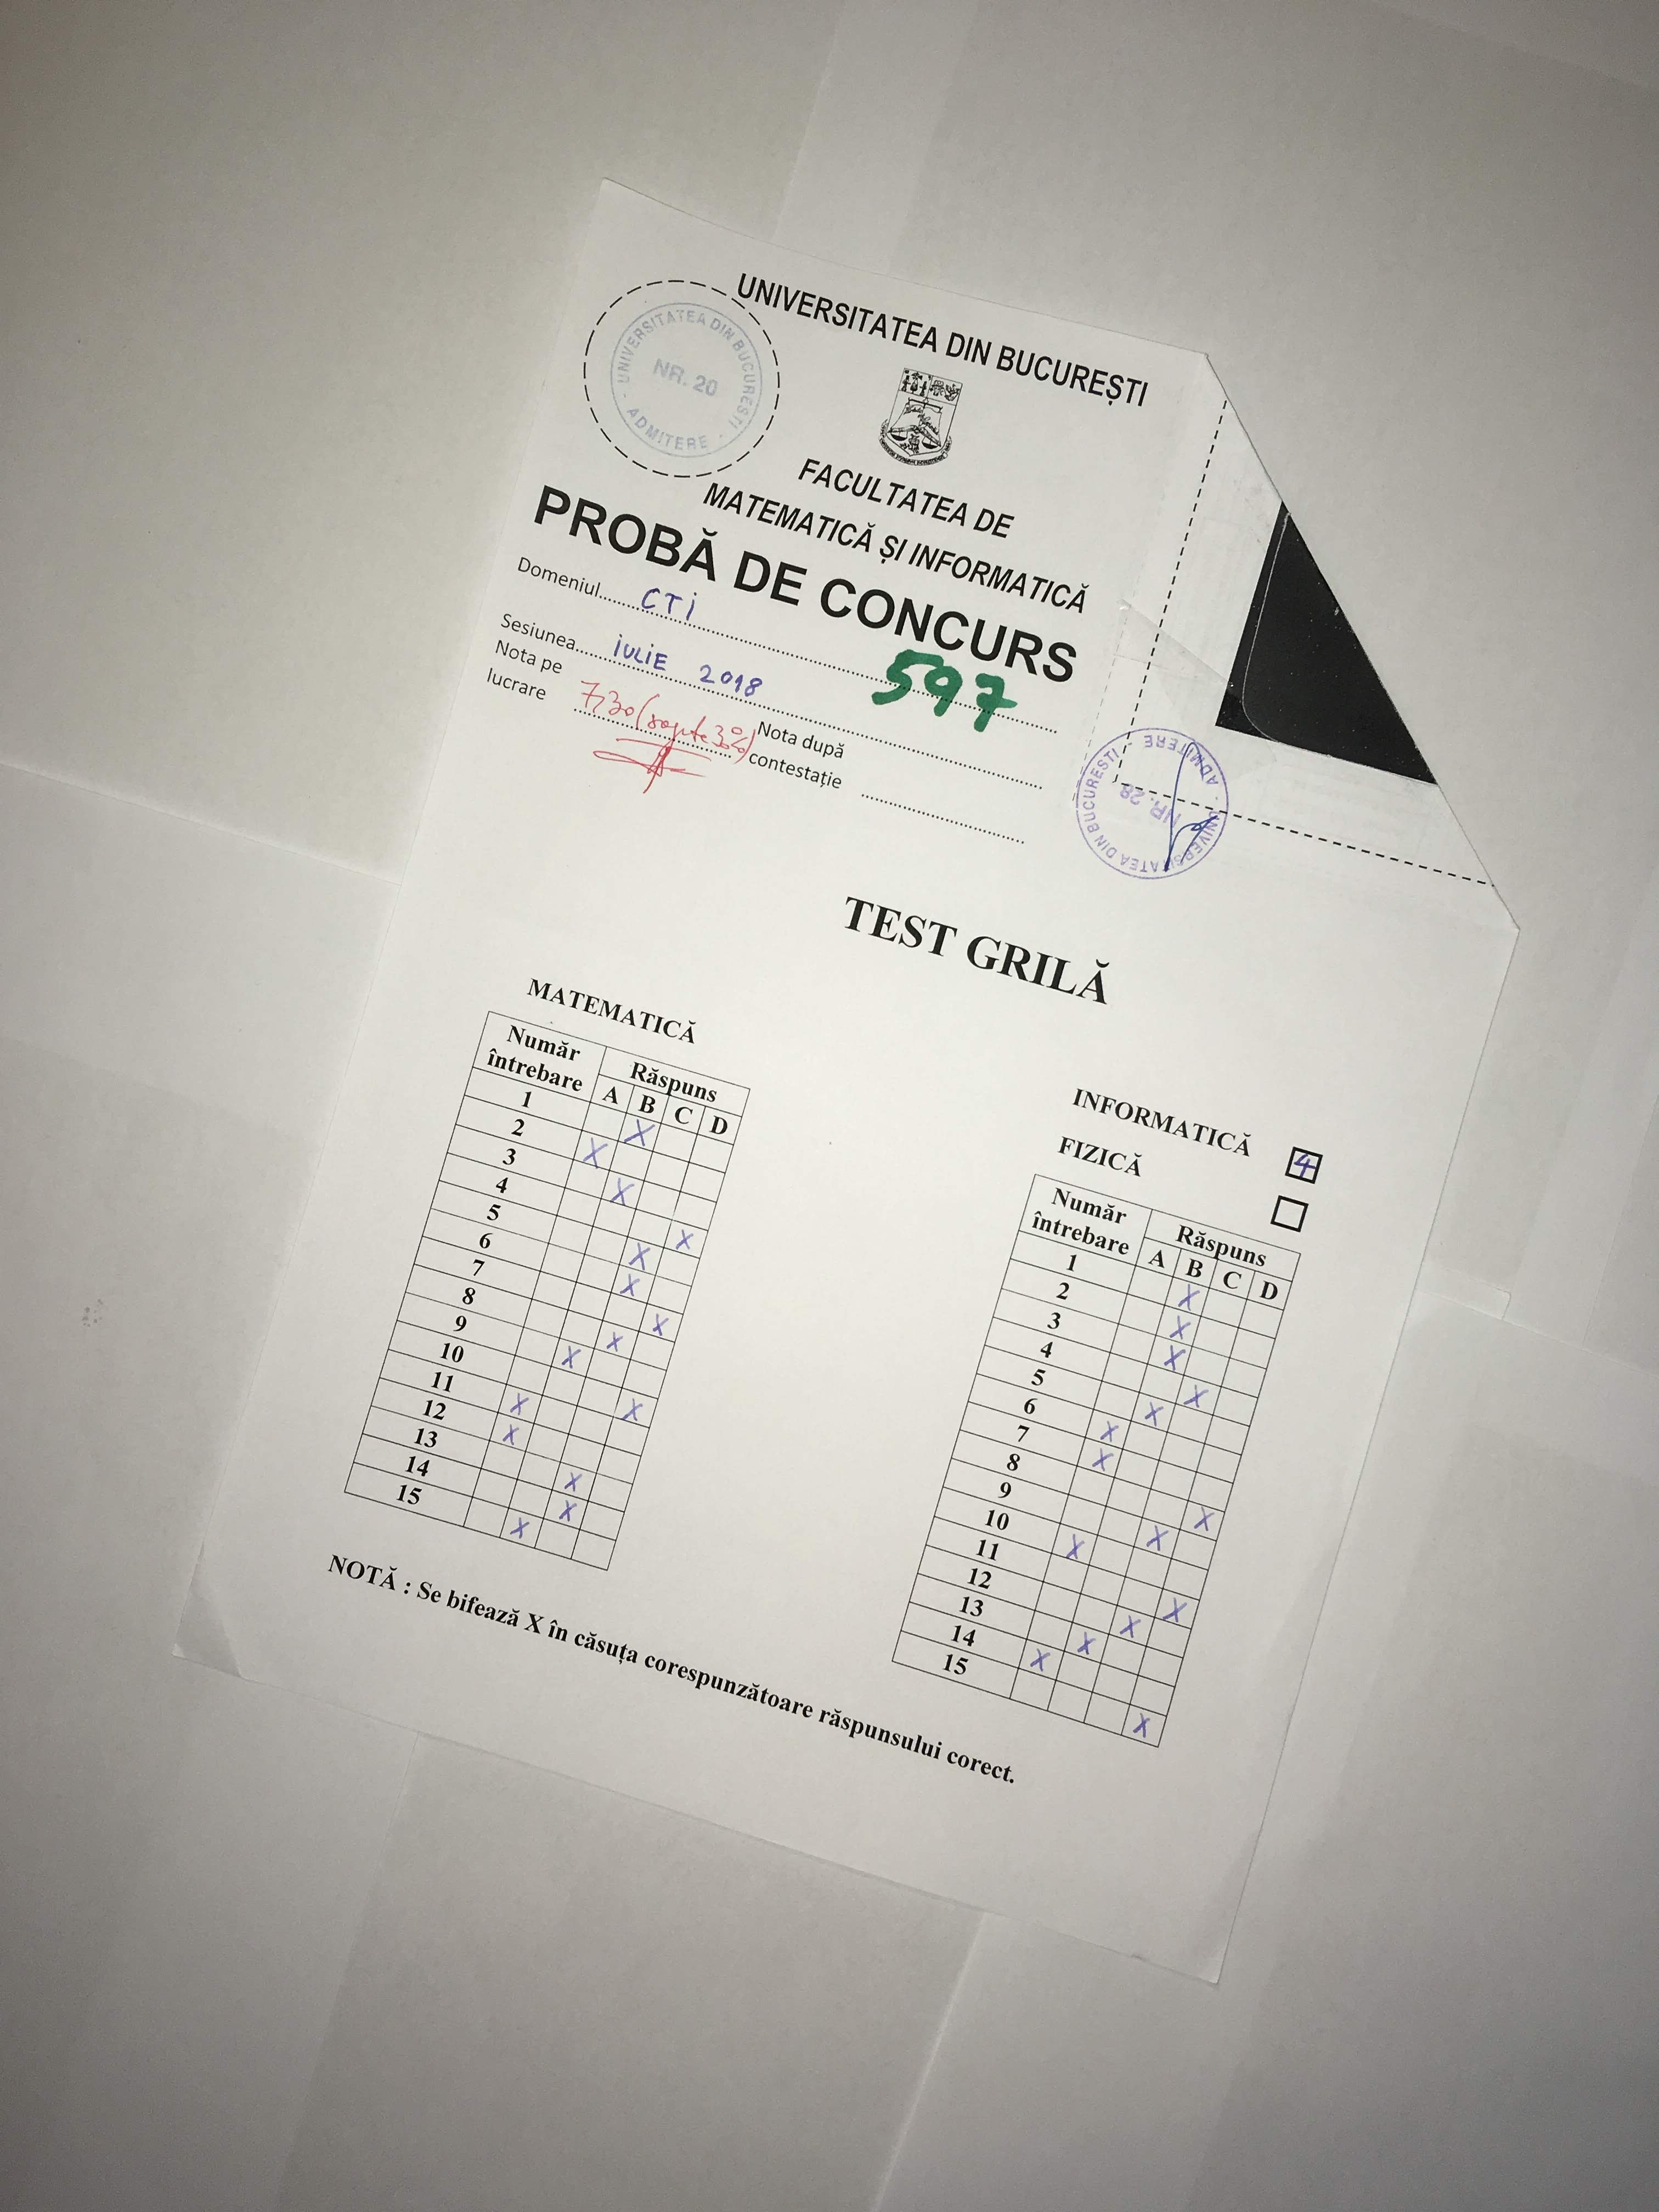 UNIVERSITATEA DIN BUCUREȘTI
UNIVERSITATEA DIN BUCURESTI
NR. 20
ADMITERE
FACULTATEA DE
MATEMATICĂ ȘI INFORMATICĂ
PROBĂ DE CONCURS
Domeniul CTI
597
Sesiunea IULIE 2018
Nota pe lucrare 7,30 (șapte 30%)
Nota după contestație
UNIVERSITATEA DIN BUCURESTI
NR. 28
ADMITERE
TEST GRILĂ
MATEMATICĂ
Număr întrebare Răspuns
A B C D
1 X
2 X
3 X
4 X
5 X
6 X
7 X
8 X
9 X
10 X
11 X
12 X
13 X
14 X
15 X
INFORMATICĂ
FIZICĂ
Număr întrebare Răspuns
A B C D
1 X
2 X
3 X
4 X
5 X
6 X
7 X
8 X
9 X
10 X
11 X
12 X
13 X
14 X
15 X
NOTĂ : Se bifează X în căsuța corespunzătoare răspunsului corect.